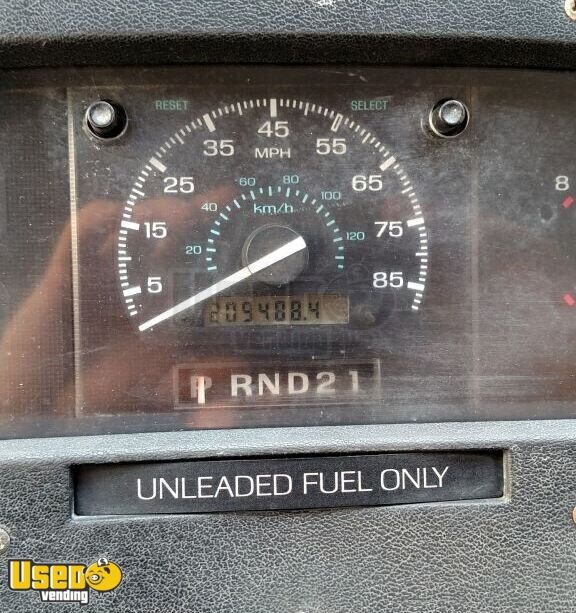 RESET SELECT
45
35 55
MPH
25 65
60 80
40 km/h 100
15 75
20 120
5 85
209488.4
P RND21
8
UNLEADED FUEL ONLY
Used
vending